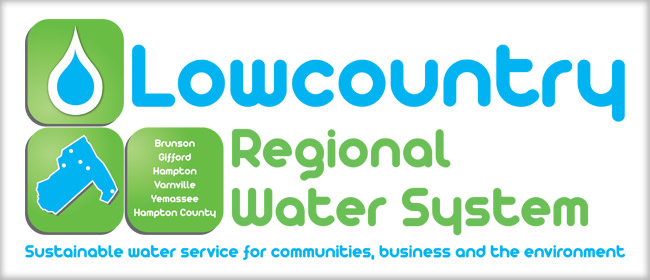 Lowcountry
Regional
Water System
Brunson
Gifford
Hampton
Varnville
Yemassee
Hampton County
Sustainable water service for communities, business and the environment